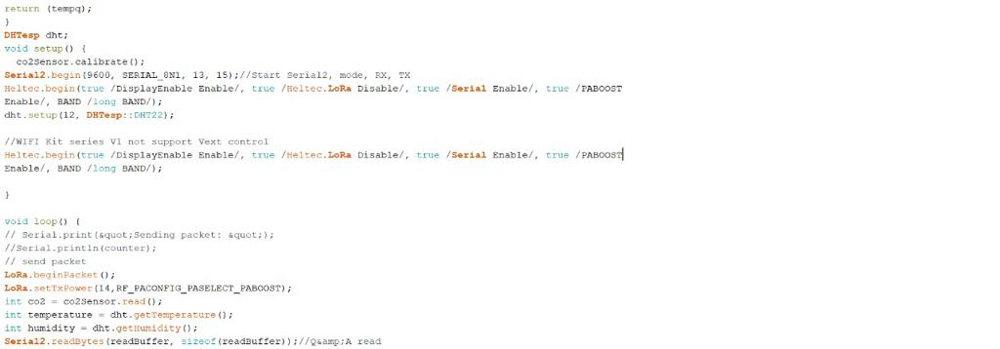 return (tempq);
}
DHTesp dht;
void setup() {
co2Sensor.calibrate();
Serial2.begin(9600, SERIAL_8N1, 13, 15);//Start Serial2, mode, RX, TX
Heltec.begin(true /DisplayEnable Enable/, true /Heltec.LoRa Disable/, true /Serial Enable/, true /PABOOST
Enable/, BAND /long BAND/);
dht.setup(12, DHTesp::DHT22);
//WIFI Kit series V1 not support Vext control
Heltec.begin(true /DisplayEnable Enable/, true /Heltec.LoRa Disable/, true /Serial Enable/, true /PABOOST
Enable/, BAND /long BAND/);
}
void loop() {
// Serial.print(&quot;Sending packet: &quot;);
//Serial.println(counter);
// send packet
LoRa.beginPacket();
LoRa.setTxPower(14,RF_PACONFIG_PASELECT_PABOOST);
int co2 = co2Sensor.read();
int temperature = dht.getTemperature();
int humidity = dht.getHumidity();
Serial2.readBytes(readBuffer, sizeof(readBuffer));//Q&amp;A read